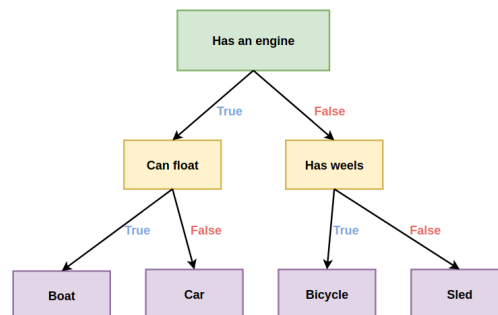 Has an engine
True
False
Can float
Has weels
True
False
True
False
Boat
Car
Bicycle
Sled